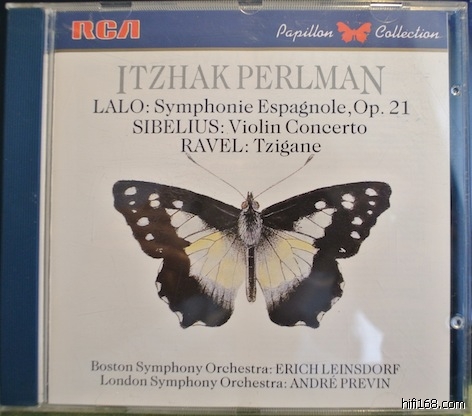 RCA Papillon Collection
ITZHAK PERLMAN
LALO: Symphonie Espagnole, Op. 21
SIBELIUS: Violin Concerto
RAVEL: Tzigane
Boston Symphony Orchestra: ERICH LEINSDORF
London Symphony Orchestra: ANDRÉ PREVIN
hifi168.com